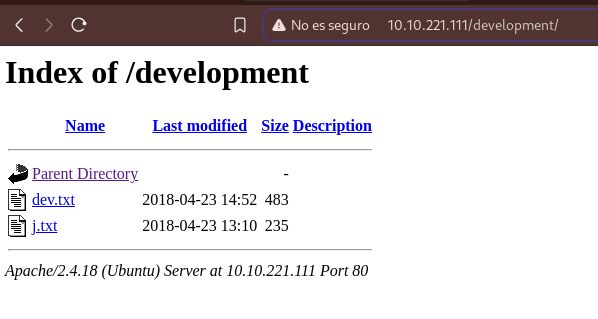 No es seguro 10.10.221.111/development/
Index of /development
Name Last modified Size Description
Parent Directory -
dev.txt 2018-04-23 14:52 483
j.txt 2018-04-23 13:10 235
Apache/2.4.18 (Ubuntu) Server at 10.10.221.111 Port 80